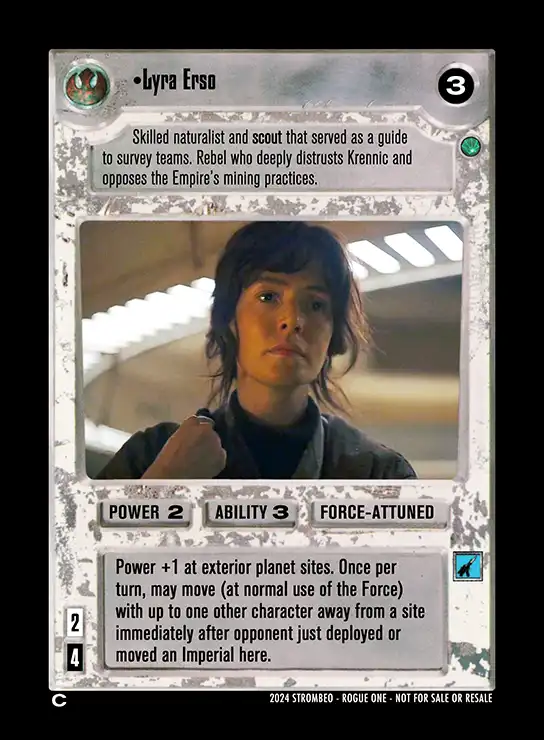 •Lyra Erso
3
Skilled naturalist and scout that served as a guide
to survey teams. Rebel who deeply distrusts Krennic and
opposes the Empire's mining practices.
POWER 2 ABILITY 3 FORCE-ATTUNED
Power +1 at exterior planet sites. Once per
turn, may move (at normal use of the Force)
with up to one other character away from a site
immediately after opponent just deployed or
moved an Imperial here.
2
4
C
2024 STROMBEO - ROGUE ONE - NOT FOR SALE OR RESALE